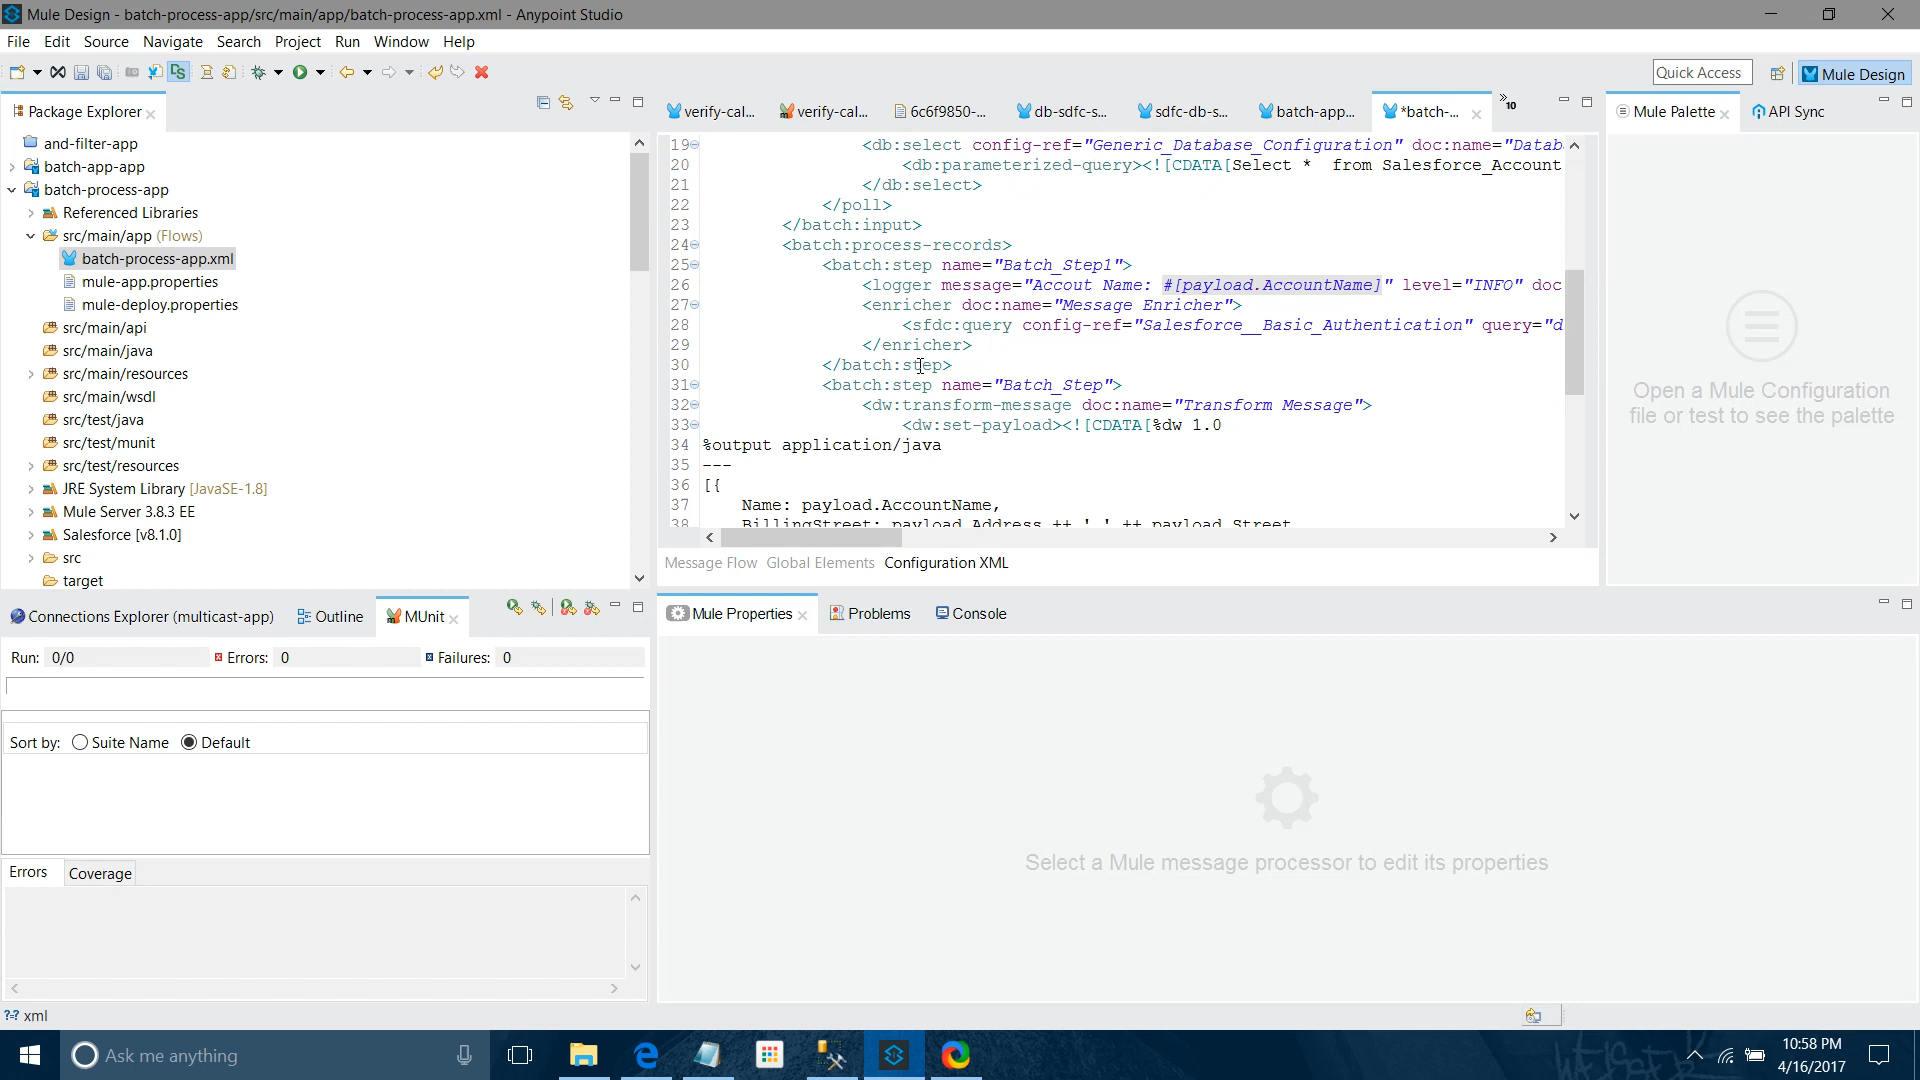 Mule Design - batch-process-app/src/main/app/batch-process-app.xml - Anypoint Studio
File Edit Source Navigate Search Project Run Window Help
Quick Access
Mule Design
Package Explorer
and-filter-app
batch-app-app
batch-process-app
Referenced Libraries
src/main/app (Flows)
batch-process-app.xml
mule-app.properties
mule-deploy.properties
src/main/api
src/main/java
src/main/resources
src/main/wsdl
src/test/java
src/test/munit
src/test/resources
JRE System Library [JavaSE-1.8]
Mule Server 3.8.3 EE
Salesforce [v8.1.0]
src
target
verify-cal... verify-cal... 6c6f9850-... db-sdfc-s... sdfc-db-s... batch-app... *batch-... »10
19 <db:select config-ref="Generic_Database_Configuration" doc:name="Datab
20 <db:parameterized-query><![CDATA[Select * from Salesforce_Account
21 </db:select>
22 </poll>
23 </batch:input>
24 <batch:process-records>
25 <batch:step name="Batch_Step1">
26 <logger message="Accout Name: #[payload.AccountName]" level="INFO" doc
27 <enricher doc:name="Message Enricher">
28 <sfdc:query config-ref="Salesforce__Basic_Authentication" query="d
29 </enricher>
30 </batch:step>
31 <batch:step name="Batch_Step">
32 <dw:transform-message doc:name="Transform Message">
33 <dw:set-payload><![CDATA[%dw 1.0
34 %output application/java
35 ---
36 [{
37 Name: payload.AccountName,
38 BillingStreet: payload.Address ++ ' ' ++ payload.Street
Message Flow Global Elements Configuration XML
Mule Palette API Sync
Open a Mule Configuration
file or test to see the palette
Connections Explorer (multicast-app) Outline MUnit
Run: 0/0 Errors: 0 Failures: 0
Sort by: Suite Name Default
Errors Coverage
Mule Properties Problems Console
Select a Mule message processor to edit its properties
xml
Ask me anything
10:58 PM
4/16/2017